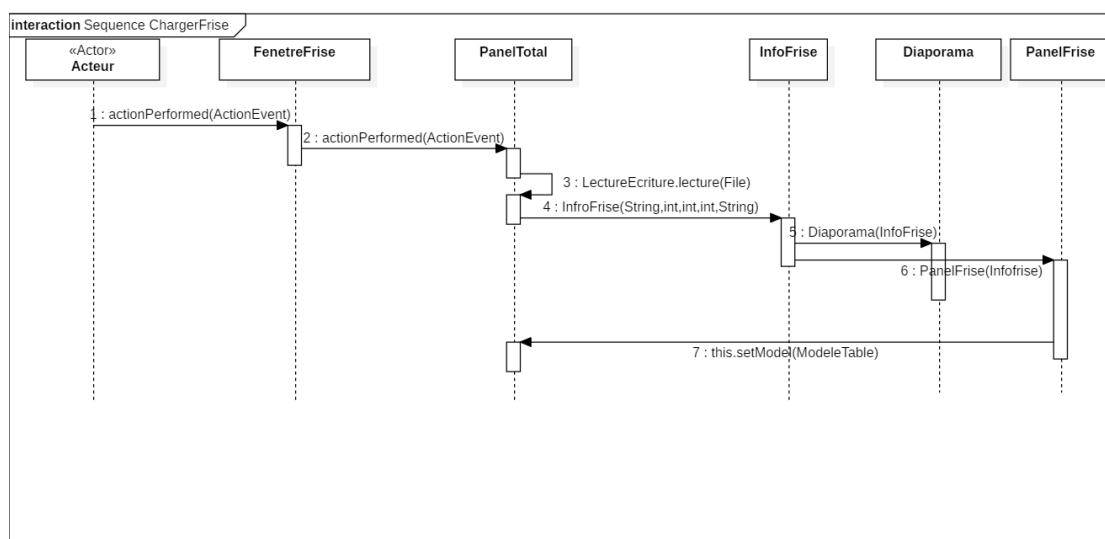 interaction Sequence ChargerFrise
«Actor»
Acteur
FenetreFrise
PanelTotal
InfoFrise
Diaporama
PanelFrise
1 : actionPerformed(ActionEvent)
2 : actionPerformed(ActionEvent)
3 : LectureEcriture.lecture(File)
4 : InfroFrise(String,int,int,int,String)
5 : Diaporama(InfoFrise)
6 : PanelFrise(Infofrise)
7 : this.setModel(ModeleTable)